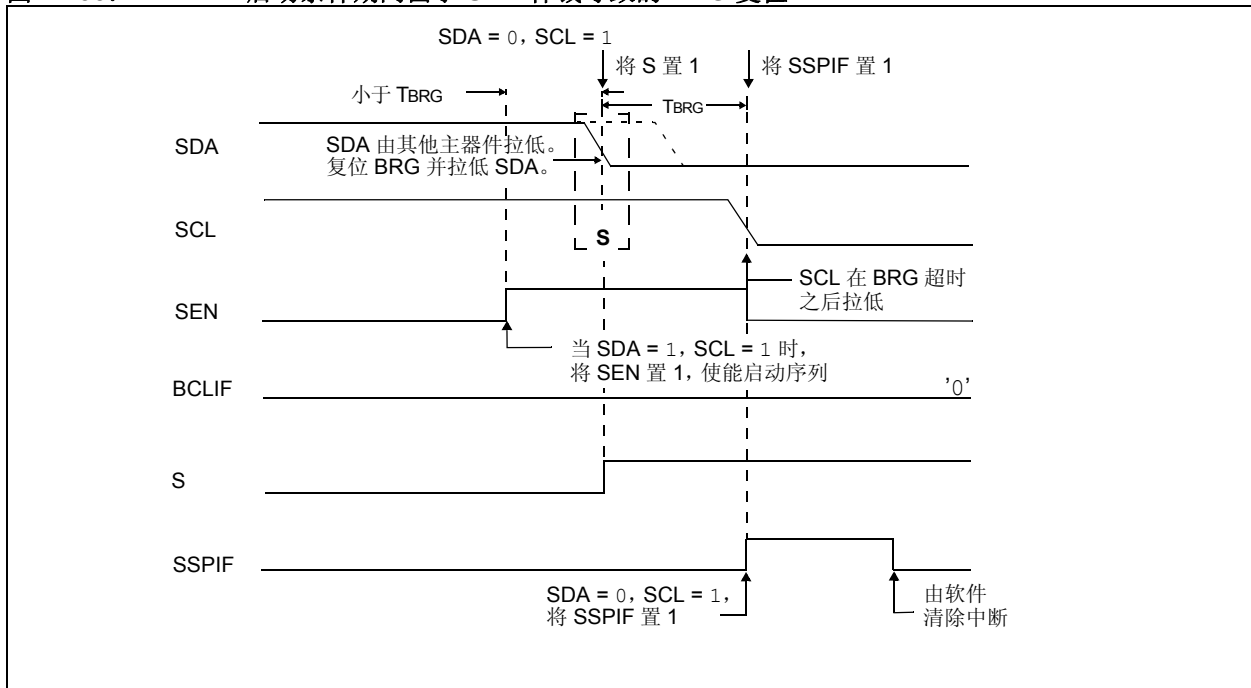 SDA = 0, SCL = 1
将 S 置 1
将 SSPIF 置 1
小于 TBRG
TBRG
SDA
SDA 由其他主器件拉低。
复位 BRG 并拉低 SDA。
SCL
S
SCL 在 BRG 超时
之后拉低
SEN
当 SDA = 1, SCL = 1 时,
将 SEN 置 1, 使能启动序列
BCLIF
'0'
S
SSPIF
SDA = 0, SCL = 1,
将 SSPIF 置 1
由软件
清除中断